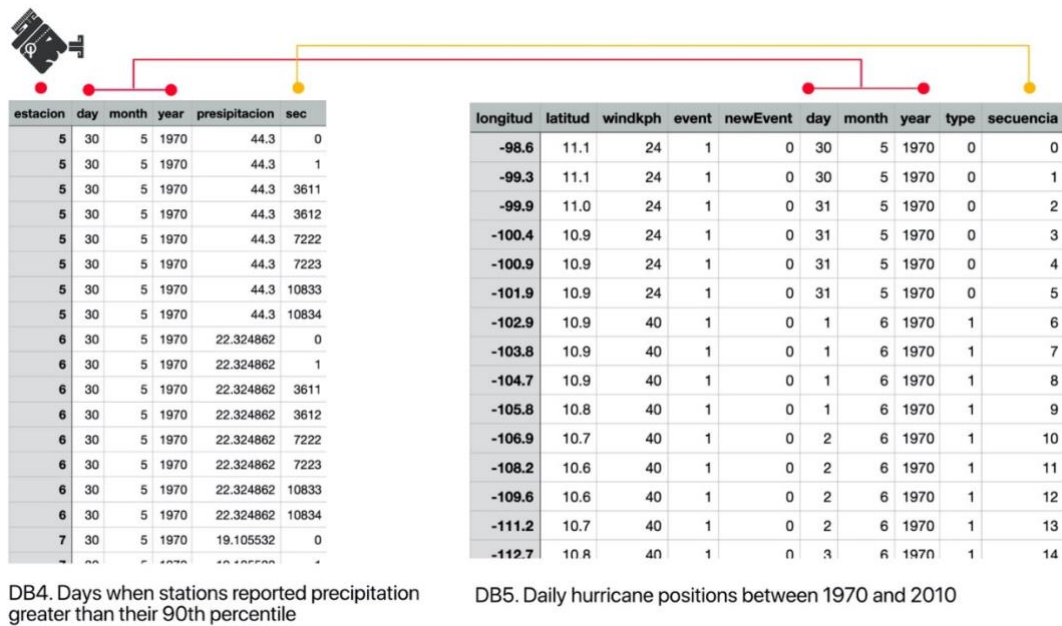 estacion day month year presipitacion sec
5 30 5 1970 44.3 0
5 30 5 1970 44.3 1
5 30 5 1970 44.3 3611
5 30 5 1970 44.3 3612
5 30 5 1970 44.3 7222
5 30 5 1970 44.3 7223
5 30 5 1970 44.3 10833
5 30 5 1970 44.3 10834
6 30 5 1970 22.324862 0
6 30 5 1970 22.324862 1
6 30 5 1970 22.324862 3611
6 30 5 1970 22.324862 3612
6 30 5 1970 22.324862 7222
6 30 5 1970 22.324862 7223
6 30 5 1970 22.324862 10833
6 30 5 1970 22.324862 10834
7 30 5 1970 19.105532 0
DB4. Days when stations reported precipitation
greater than their 90th percentile
longitud latitud windkph event newEvent day month year type secuencia
-98.6 11.1 24 1 0 30 5 1970 0 0
-99.3 11.1 24 1 0 30 5 1970 0 1
-99.9 11.0 24 1 0 31 5 1970 0 2
-100.4 10.9 24 1 0 31 5 1970 0 3
-100.9 10.9 24 1 0 31 5 1970 0 4
-101.9 10.9 24 1 0 31 5 1970 0 5
-102.9 10.9 40 1 0 1 6 1970 1 6
-103.8 10.9 40 1 0 1 6 1970 1 7
-104.7 10.9 40 1 0 1 6 1970 1 8
-105.8 10.8 40 1 0 1 6 1970 1 9
-106.9 10.7 40 1 0 2 6 1970 1 10
-108.2 10.6 40 1 0 2 6 1970 1 11
-109.6 10.6 40 1 0 2 6 1970 1 12
-111.2 10.7 40 1 0 2 6 1970 1 13
-112.7 10.8 40 1 0 3 6 1970 1 14
DB5. Daily hurricane positions between 1970 and 2010